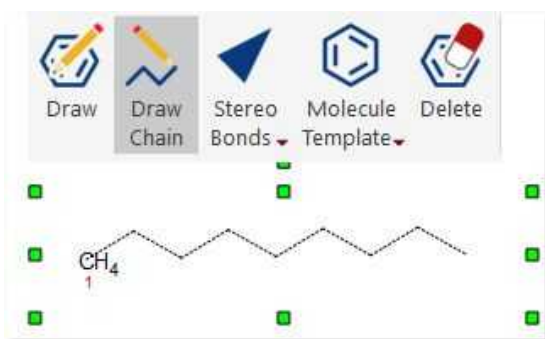 Draw
Draw
Chain
Stereo
Bonds
Molecule
Template
Delete
CH4
1